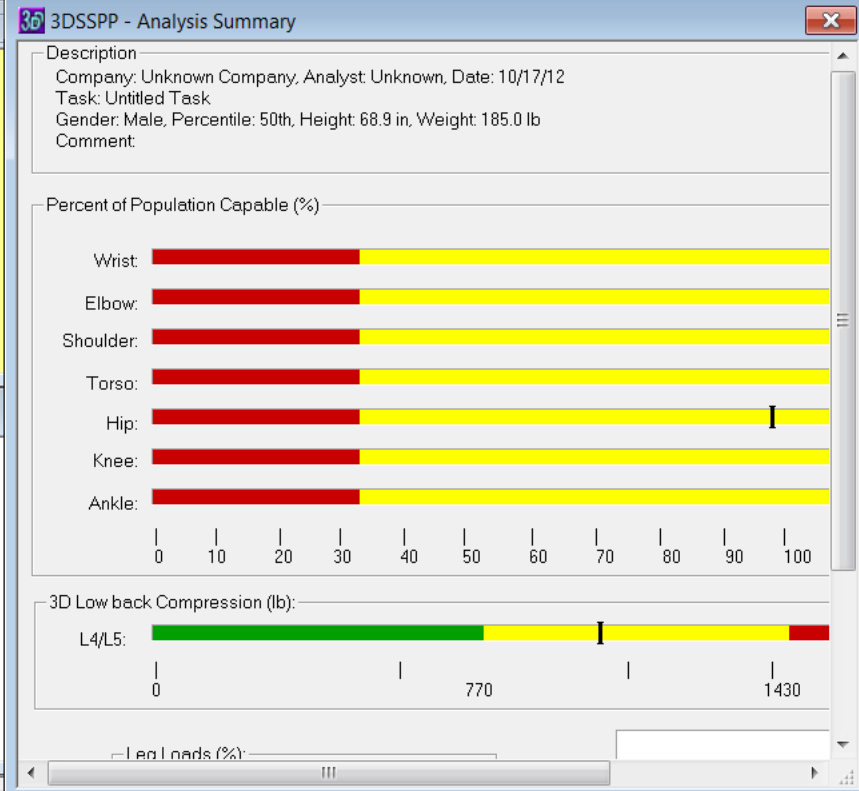 3DSSPP - Analysis Summary
Description
Company: Unknown Company, Analyst: Unknown, Date: 10/17/12
Task: Untitled Task
Gender: Male, Percentile: 50th, Height: 68.9 in, Weight: 185.0 lb
Comment:
Percent of Population Capable (%)
Wrist:
Elbow:
Shoulder:
Torso:
Hip:
Knee:
Ankle:
0 10 20 30 40 50 60 70 80 90 100
3D Low back Compression (lb):
L4/L5:
0 770 1430
Leg Loads (%):